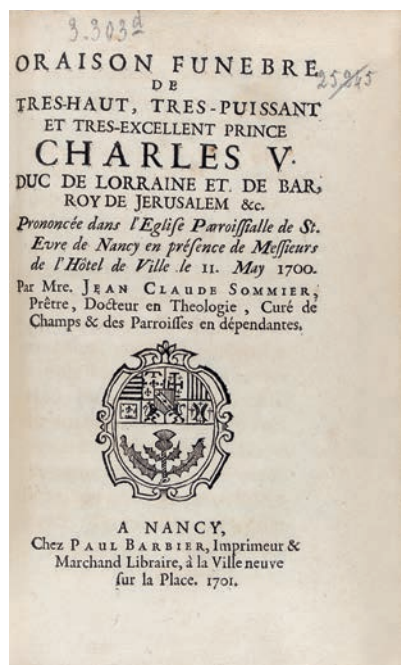 3.303d
ORAISON FUNEBRE
DE
TRES-HAUT, TRES-PUISSANT
ET TRES-EXCELLENT PRINCE
CHARLES V.
DUC DE LORRAINE ET. DE BAR,
ROY DE JERUSALEM &c.
Prononcée dans l'Egliſe Parroiſſialle de St.
Evre de Nancy en préſence de Meſſieurs
de l'Hôtel de Ville le 11. May 1700.
Par Mre. JEAN CLAUDE SOMMIER,
Prêtre, Docteur en Theologie, Curé de
Champs & des Parroiſſes en dépendantes.
A NANCY,
Chez PAUL BARBIER, Imprimeur &
Marchand Libraire, à la Ville neuve
ſur la Place. 1701.